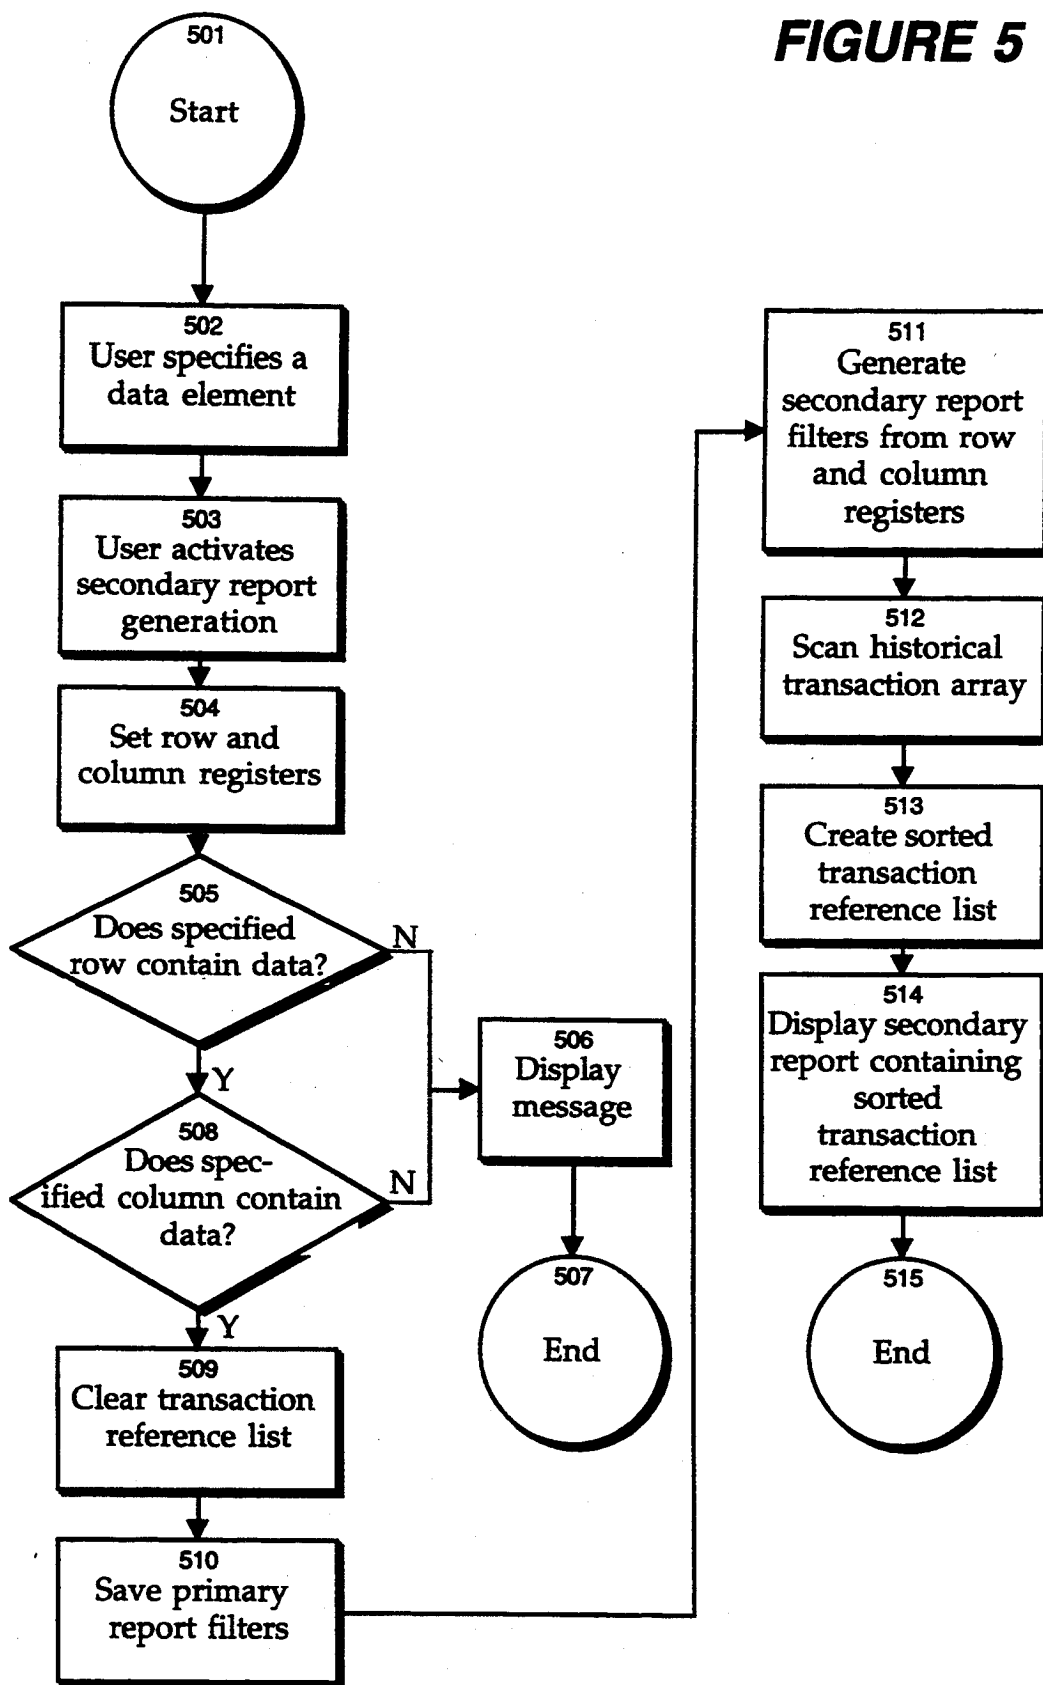 FIGURE 5
501
Start
502
User specifies a
data element
503
User activates
secondary report
generation
504
Set row and
column registers
505
Does specified
row contain data?
N
Y
506
Display
message
507
End
508
Does spec-
ified column contain
data?
N
Y
509
Clear transaction
reference list
510
Save primary
report filters
511
Generate
secondary report
filters from row
and column
registers
512
Scan historical
transaction array
513
Create sorted
transaction
reference list
514
Display secondary
report containing
sorted
transaction
reference list
515
End